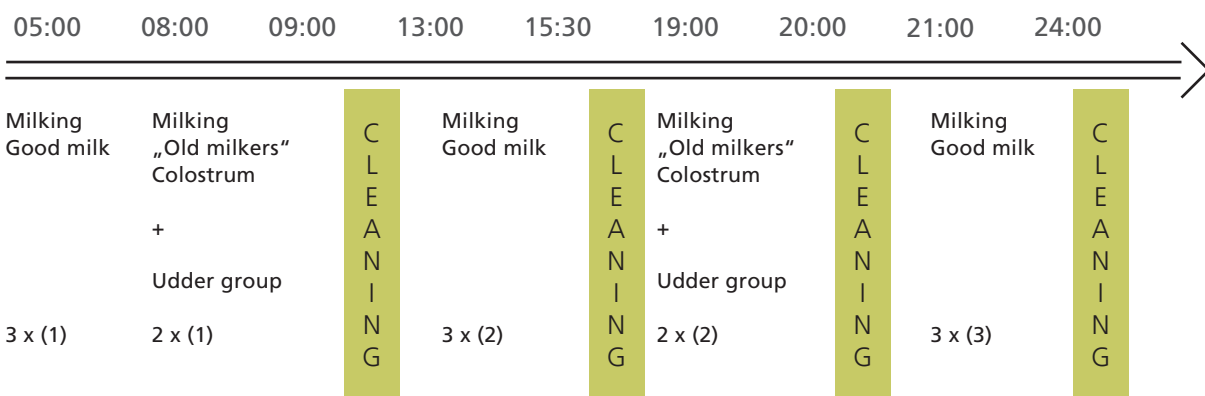 05:00 08:00 09:00 13:00 15:30 19:00 20:00 21:00 24:00
Milking
Good milk
3 x (1)
Milking
„Old milkers“
Colostrum
+
Udder group
2 x (1)
CLEANING
Milking
Good milk
3 x (2)
CLEANING
Milking
„Old milkers“
Colostrum
+
Udder group
2 x (2)
CLEANING
Milking
Good milk
3 x (3)
CLEANING